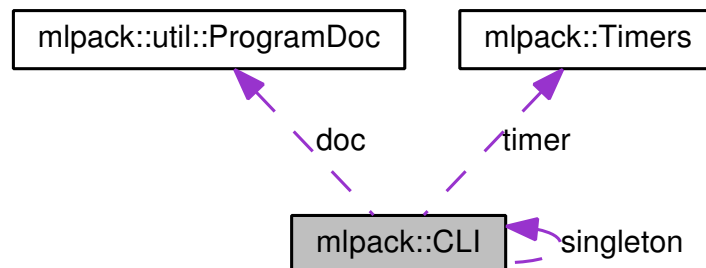 mlpack::util::ProgramDoc
mlpack::Timers
doc
timer
mlpack::CLI
singleton